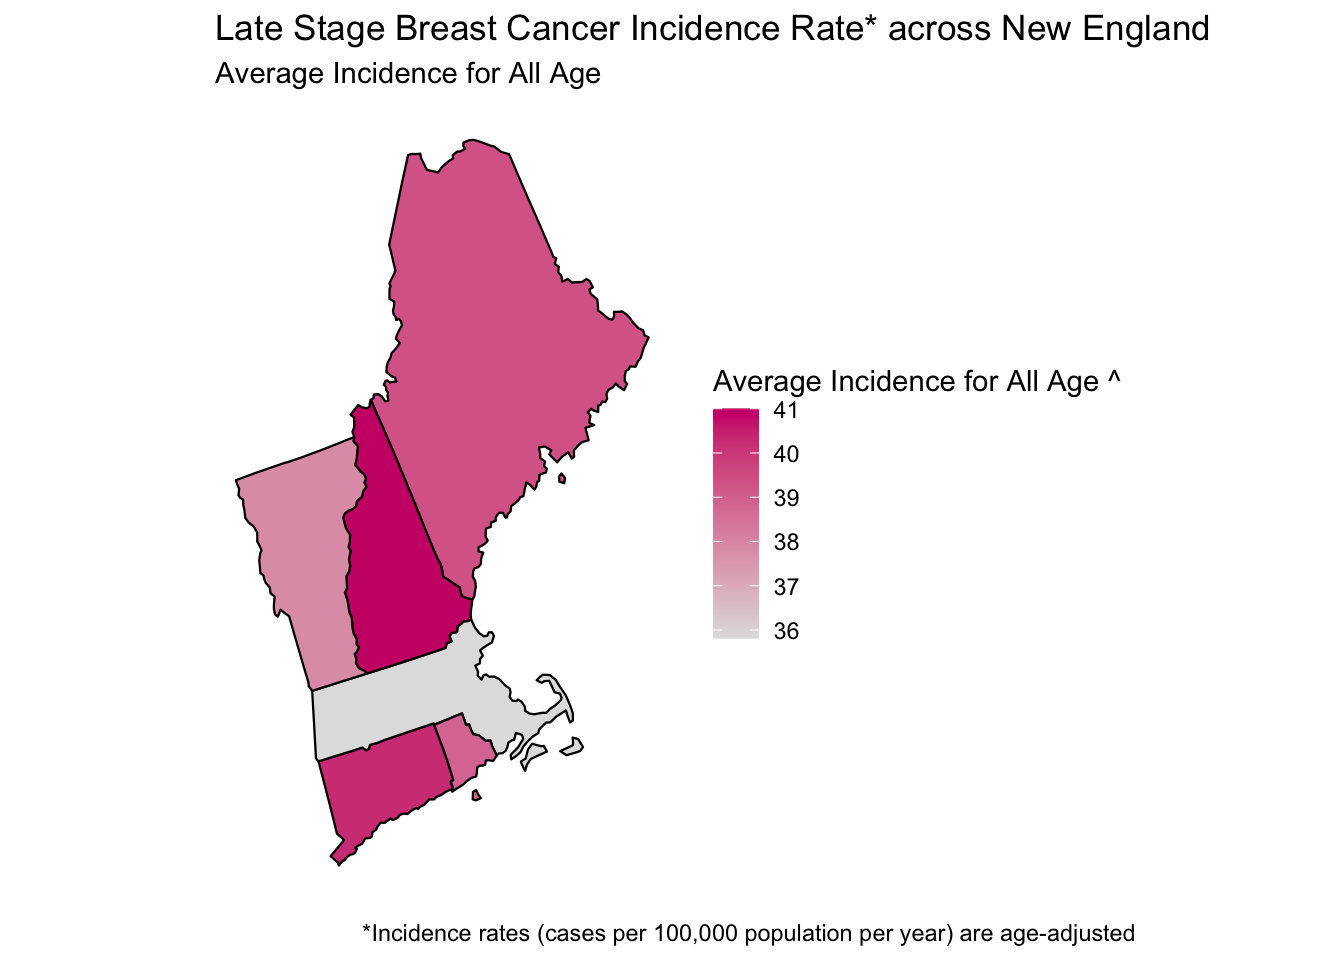 Late Stage Breast Cancer Incidence Rate* across New England
Average Incidence for All Age
Average Incidence for All Age ^
41
40
39
38
37
36
*Incidence rates (cases per 100,000 population per year) are age-adjusted